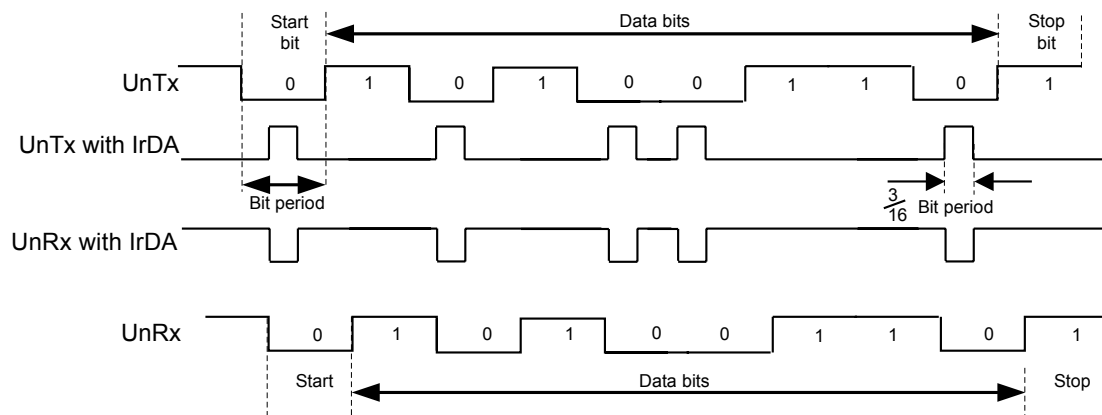 Start
bit
Data bits
Stop
bit
UnTx
0 1 0 1 0 0 1 1 0 1
UnTx with IrDA
Bit period
3/16 Bit period
UnRx with IrDA
UnRx
0 1 0 1 0 0 1 1 0 1
Start
Data bits
Stop